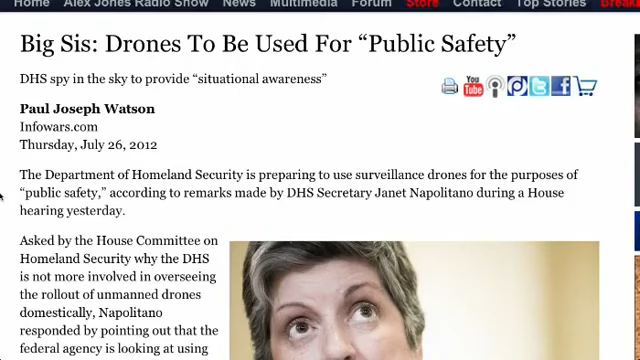 Home Alex Jones Radio Show News Multimedia Forum Store Contact Top Stories
Big Sis: Drones To Be Used For “Public Safety”
DHS spy in the sky to provide “situational awareness”
You
Tube
Paul Joseph Watson
Infowars.com
Thursday, July 26, 2012
The Department of Homeland Security is preparing to use surveillance drones for the purposes of
“public safety,” according to remarks made by DHS Secretary Janet Napolitano during a House
hearing yesterday.
Asked by the House Committee on
Homeland Security why the DHS
is not more involved in overseeing
the rollout of unmanned drones
domestically, Napolitano
responded by pointing out that the
federal agency is looking at using